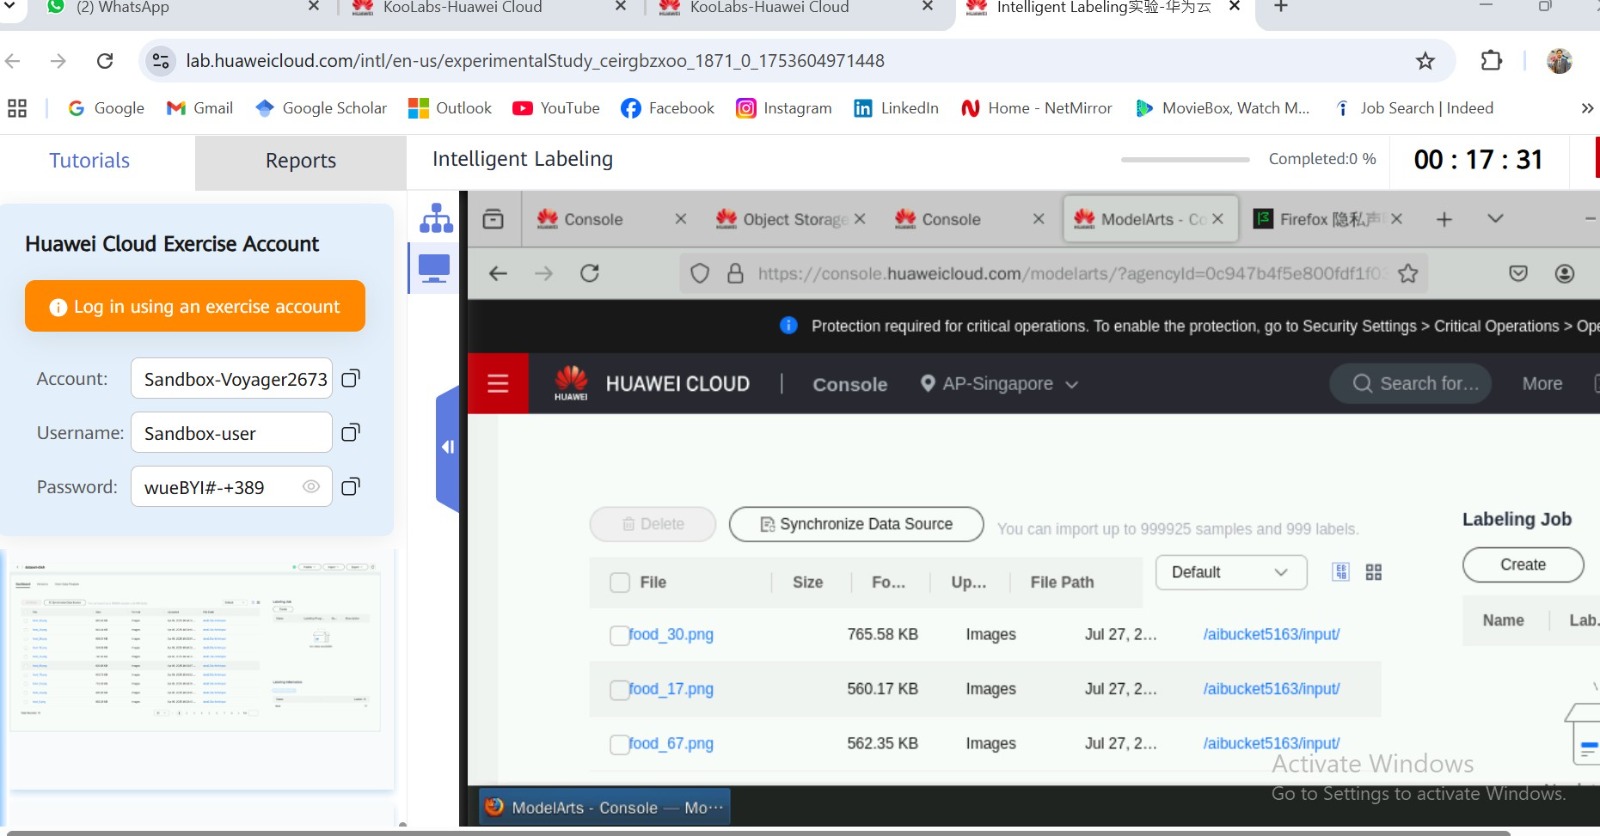 (2) WhatsApp
KooLabs-Huawei Cloud
KooLabs-Huawei Cloud
Intelligent Labeling实验-华为云
lab.huaweicloud.com/intl/en-us/experimentalStudy_ceirgbzxoo_1871_0_1753604971448
Google
Gmail
Google Scholar
Outlook
YouTube
Facebook
Instagram
LinkedIn
Home - NetMirror
MovieBox, Watch M...
Job Search | Indeed
Tutorials
Reports
Intelligent Labeling
Completed:0 %
00 : 17 : 31
Huawei Cloud Exercise Account
Log in using an exercise account
Account: Sandbox-Voyager2673
Username: Sandbox-user
Password: wueBYI#-+389
Console
Object Storage
Console
ModelArts - Co
Firefox 隐私声
https://console.huaweicloud.com/modelarts/?agencyId=0c947b4f5e800fdf1f03
Protection required for critical operations. To enable the protection, go to Security Settings > Critical Operations > Ope
HUAWEI
HUAWEI CLOUD
Console
AP-Singapore
Search for...
More
Delete
Synchronize Data Source
You can import up to 999925 samples and 999 labels.
Labeling Job
Create
Default
File Size Fo... Up... File Path
Name Lab.
food_30.png 765.58 KB Images Jul 27, 2... /aibucket5163/input/
food_17.png 560.17 KB Images Jul 27, 2... /aibucket5163/input/
food_67.png 562.35 KB Images Jul 27, 2... /aibucket5163/input/
Activate Windows
Go to Settings to activate Windows.
ModelArts - Console — Mo···